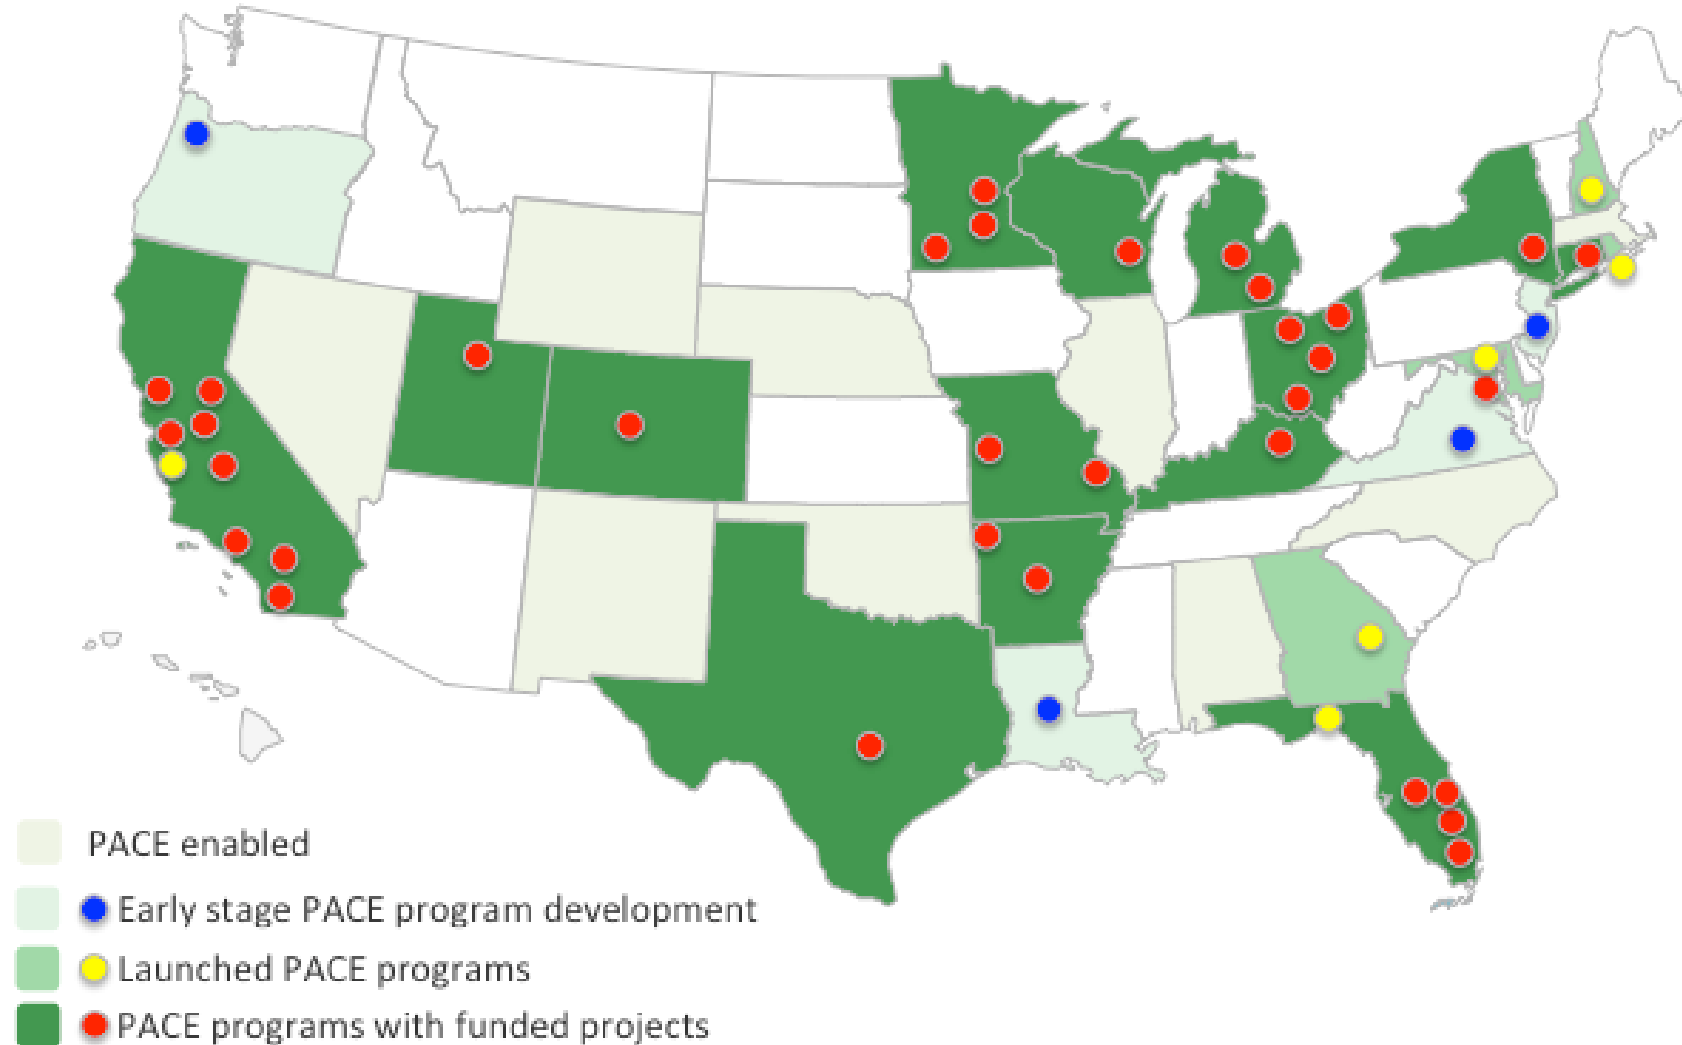 PACE enabled
Early stage PACE program development
Launched PACE programs
PACE programs with funded projects